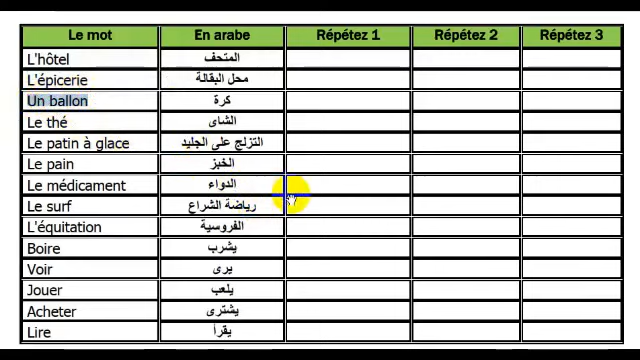 Le mot En arabe Répétez 1 Répétez 2 Répétez 3
L'hôtel المتحف
L'épicerie محل البقالة
Un ballon كرة
Le thé الشاى
Le patin à glace التزلج على الجليد
Le pain الخبز
Le médicament الدواء
Le surf رياضة الشراع
L'équitation الفروسية
Boire يشرب
Voir يرى
Jouer يلعب
Acheter يشترى
Lire يقرأ